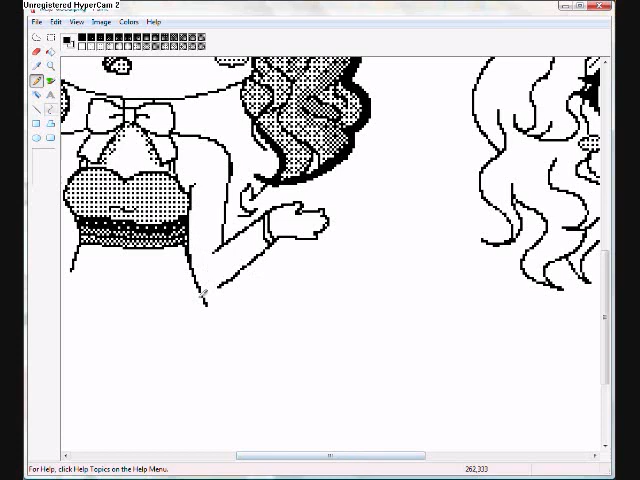 Unregistered HyperCam 2
File Edit View Image Colors Help
For Help, click Help Topics on the Help Menu.
262,333